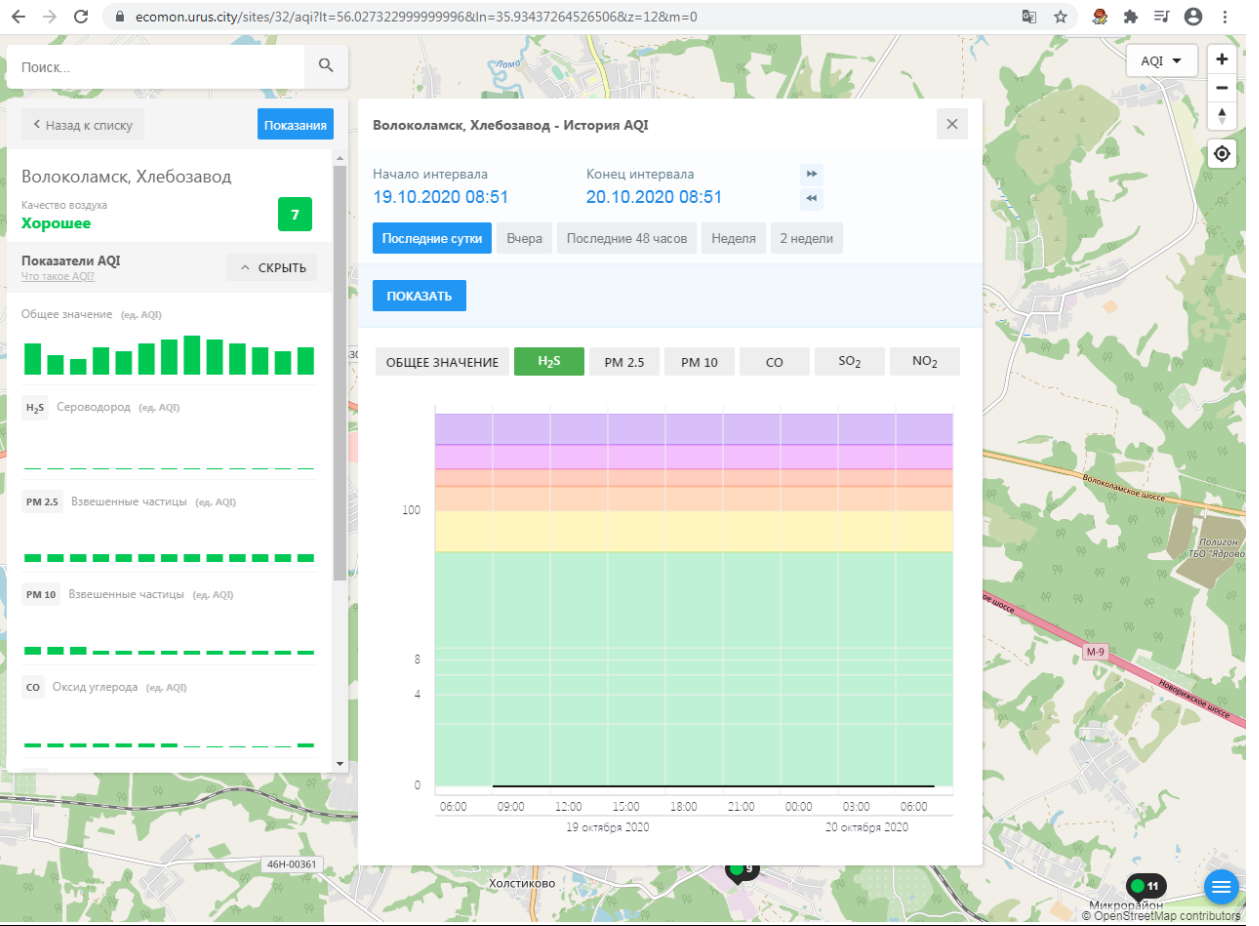 ecomon.urus.city/sites/32/aqi?lt=56.027322999999996&ln=35.93437264526506&z=12&m=0
Поиск...
AQI
Лама
Назад к списку
Показания
Волоколамск, Хлебозавод
Качество воздуха
Хорошее
7
Показатели AQI
Что такое AQI?
СКРЫТЬ
Общее значение (ед. AQI)
H₂S Сероводород (ед. AQI)
PM 2.5 Взвешенные частицы (ед. AQI)
PM 10 Взвешенные частицы (ед. AQI)
CO Оксид углерода (ед. AQI)
Волоколамск, Хлебозавод - История AQI
Начало интервала
19.10.2020 08:51
Конец интервала
20.10.2020 08:51
Последние сутки
Вчера
Последние 48 часов
Неделя
2 недели
ПОКАЗАТЬ
ОБЩЕЕ ЗНАЧЕНИЕ
H₂S
PM 2.5
PM 10
CO
SO₂
NO₂
100
8
4
0
06:00 09:00 12:00 15:00 18:00 21:00 00:00 03:00 06:00
19 октября 2020 20 октября 2020
Волоколамское шоссе
Полигон
ТБО "Ядрово
кое шоссе
М-9
Новорижское шоссе
46Н-00361
Холстиково
9
11
Микрорайон
© OpenStreetMap contributors